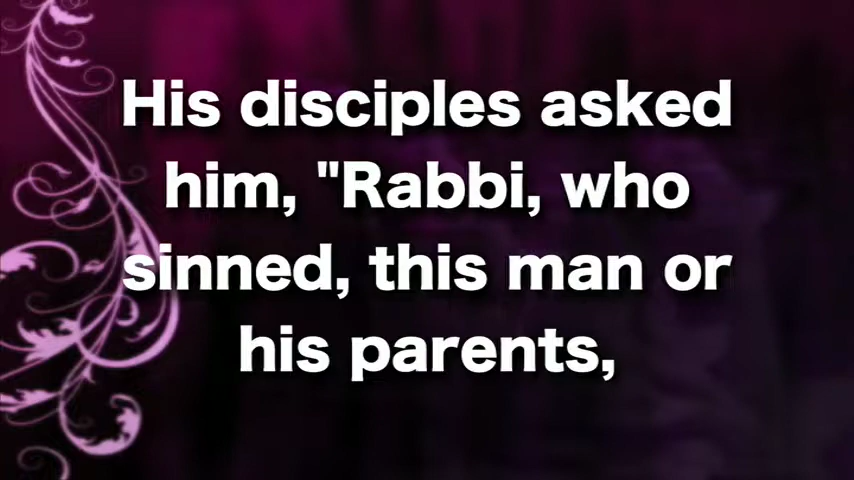 His disciples asked
him, "Rabbi, who
sinned, this man or
his parents,